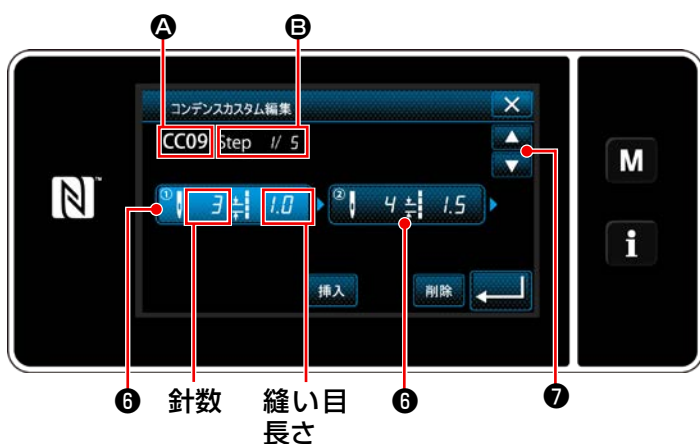 A B
コンデンスカスタム編集
CC09 Step 1/ 5
① 3 1.0 ② 4 1.5
挿入 削除
M
i
N
❻ 針数 縫い目 ❻ ❼
長さ